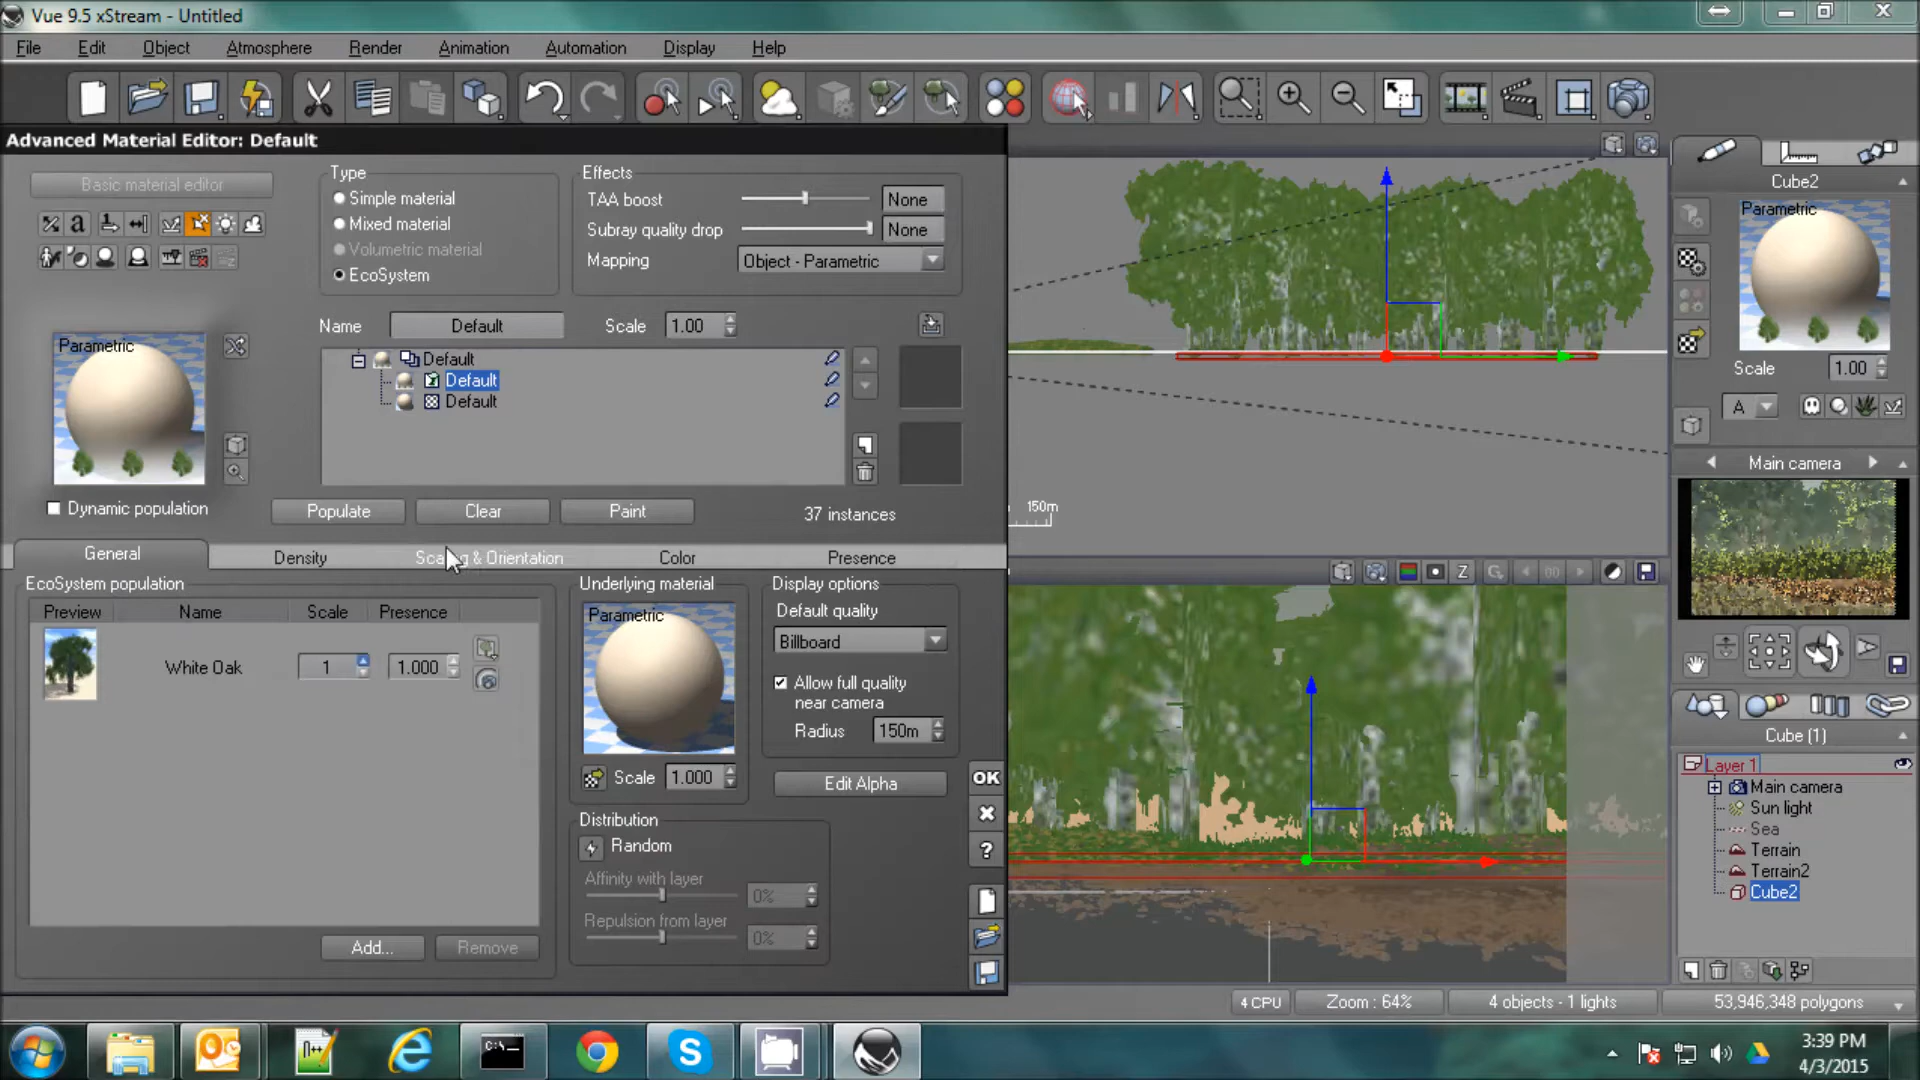 Vue 9.5 xStream - Untitled
File Edit Object Atmosphere Render Animation Automation Display Help
Advanced Material Editor: Default
Basic material editor
Type
Simple material
Mixed material
Volumetric material
EcoSystem
Effects
TAA boost None
Subray quality drop None
Mapping Object - Parametric
Parametric
Name Default Scale 1.00
Default
Default
Default
Dynamic population
Populate Clear Paint 37 instances
General Density Scaling & Orientation Color Presence
EcoSystem population
Preview Name Scale Presence
White Oak 1 1.000
Add... Remove
Underlying material
Parametric
Scale 1.000
Display options
Default quality
Billboard
Allow full quality
near camera
Radius 150m
Edit Alpha
Distribution
Random
Affinity with layer
0%
Repulsion from layer
0%
OK
?
150m
Z
Cube2
Parametric
Scale 1.00
A
Main camera
Cube (1)
Layer 1
Main camera
Sun light
Sea
Terrain
Terrain2
Cube2
4 CPU Zoom : 64% 4 objects - 1 lights 53,946,348 polygons
3:39 PM
4/3/2015